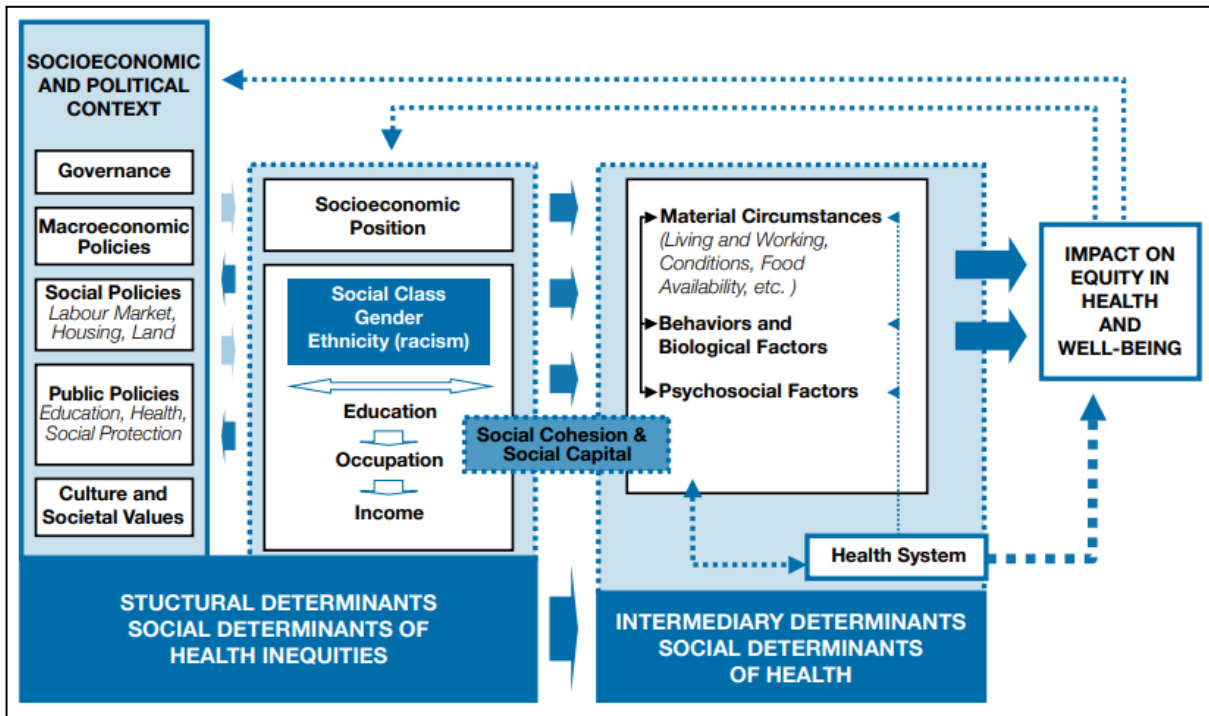 SOCIOECONOMIC
AND POLITICAL
CONTEXT
Governance
Macroeconomic
Policies
Social Policies
Labour Market,
Housing, Land
Public Policies
Education, Health,
Social Protection
Culture and
Societal Values
Socioeconomic
Position
Social Class
Gender
Ethnicity (racism)
Education
Occupation
Income
Social Cohesion &
Social Capital
Material Circumstances
(Living and Working,
Conditions, Food
Availability, etc. )
Behaviors and
Biological Factors
Psychosocial Factors
Health System
IMPACT ON
EQUITY IN
HEALTH
AND
WELL-BEING
STUCTURAL DETERMINANTS
SOCIAL DETERMINANTS OF
HEALTH INEQUITIES
INTERMEDIARY DETERMINANTS
SOCIAL DETERMINANTS
OF HEALTH